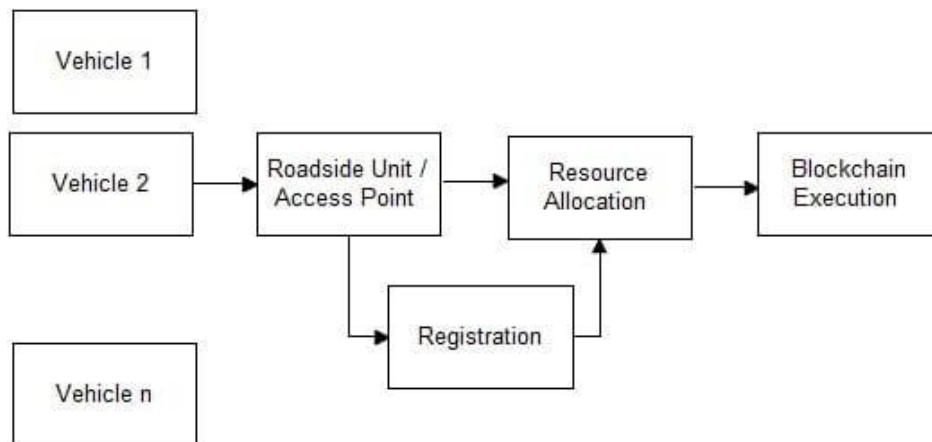 Vehicle 1
Vehicle 2
Roadside Unit /
Access Point
Resource
Allocation
Blockchain
Execution
Registration
Vehicle n